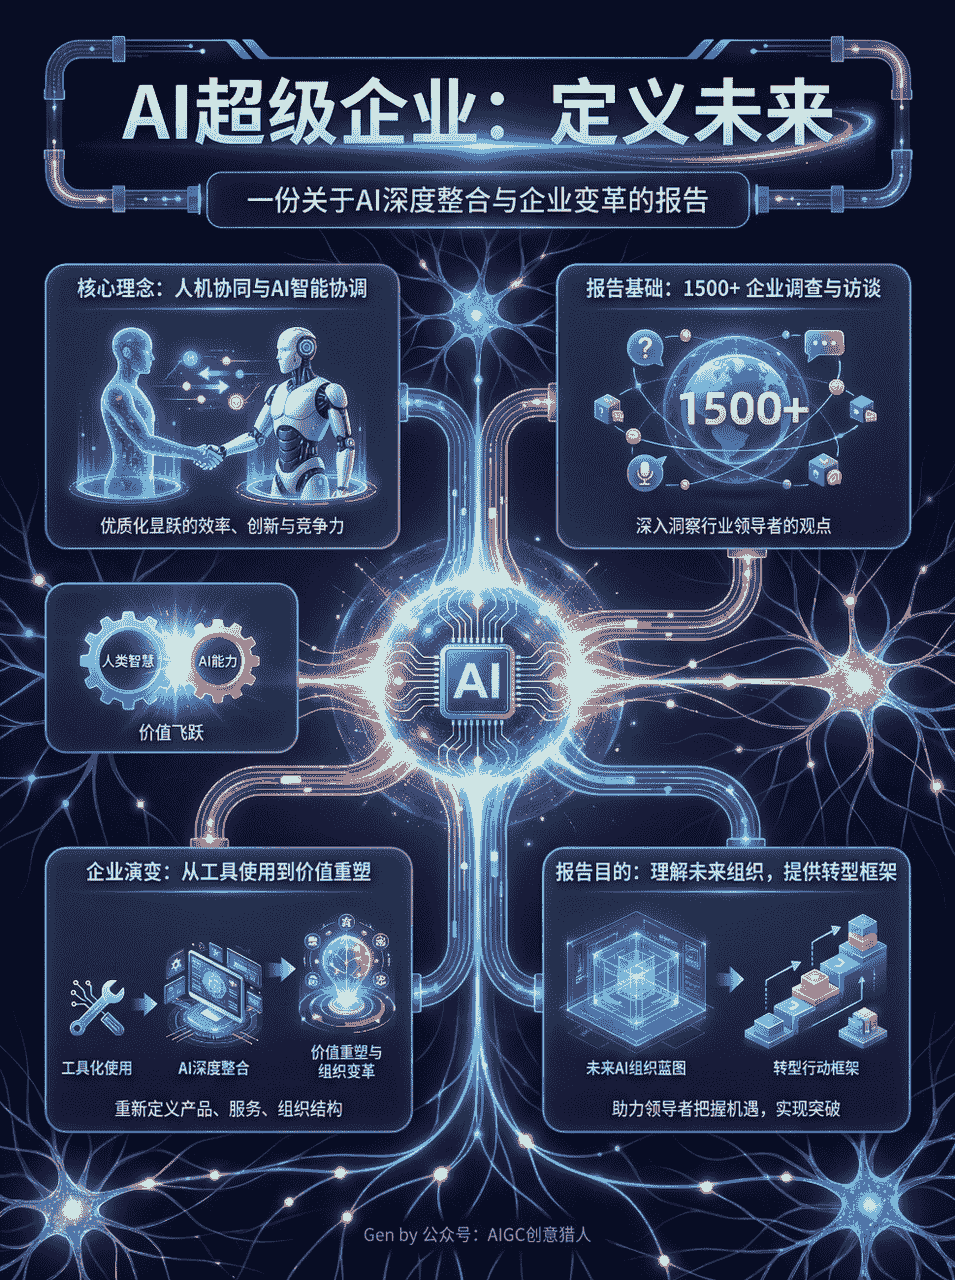 AI超级企业：定义未来
一份关于AI深度整合与企业变革的报告
核心理念：人机协同与AI智能协调
优质化显跃的效率、创新与竞争力
报告基础：1500+ 企业调查与访谈
?
1500+
深入洞察行业领导者的观点
人类智慧
AI能力
价值飞跃
AI
企业演变：从工具使用到价值重塑
工具化使用
AI深度整合
价值重塑与
组织变革
重新定义产品、服务、组织结构
报告目的：理解未来组织，提供转型框架
未来AI组织蓝图
转型行动框架
助力领导者把握机遇，实现突破
Gen by 公众号：AIGC创意猎人